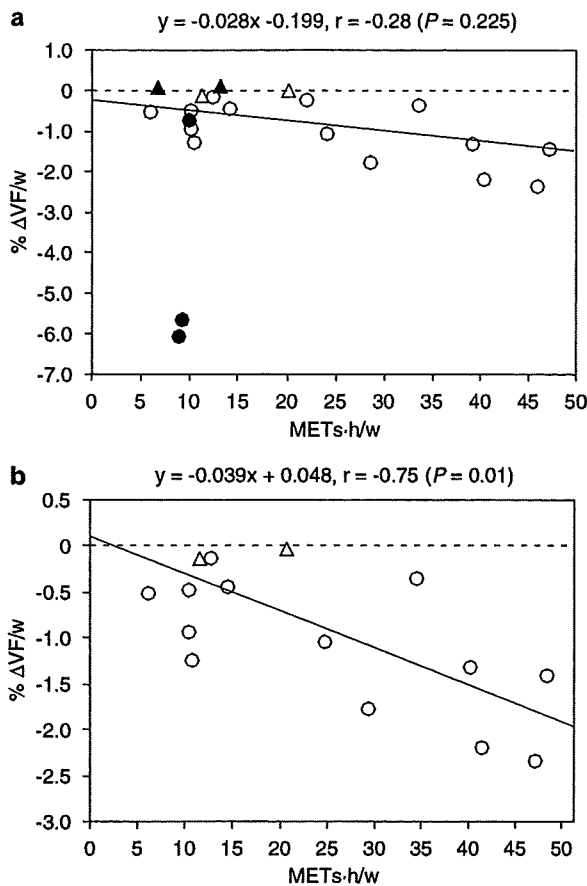 a
y = -0.028x -0.199, r = -0.28 (P = 0.225)
1.0
0
-1.0
-2.0
-3.0
-4.0
-5.0
-6.0
-7.0
% ΔVF/w
0 5 10 15 20 25 30 35 40 45 50
METs·h/w
b
y = -0.039x + 0.048, r = -0.75 (P = 0.01)
0.5
0
-0.5
-1.0
-1.5
-2.0
-2.5
-3.0
% ΔVF/w
0 5 10 15 20 25 30 35 40 45 50
METs·h/w